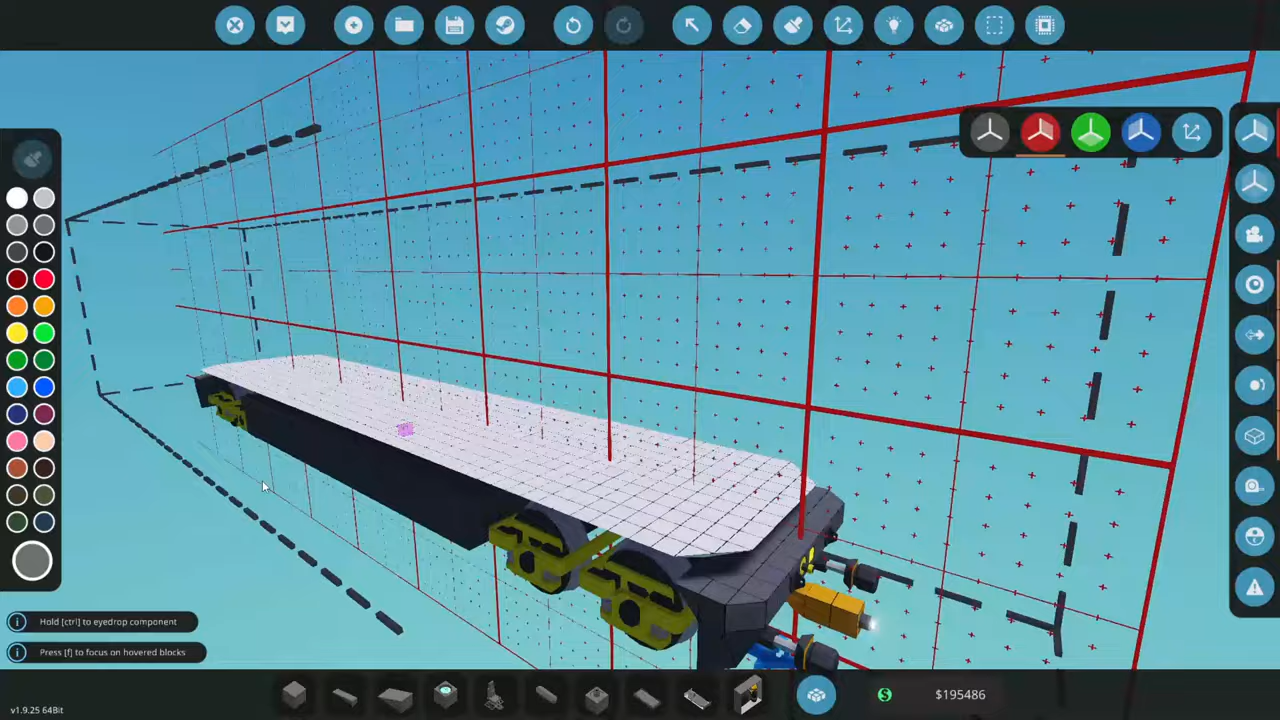 Hold [ctrl] to eyedrop component
Press [f] to focus on hovered blocks
$195486
v1.9.25 64Bit